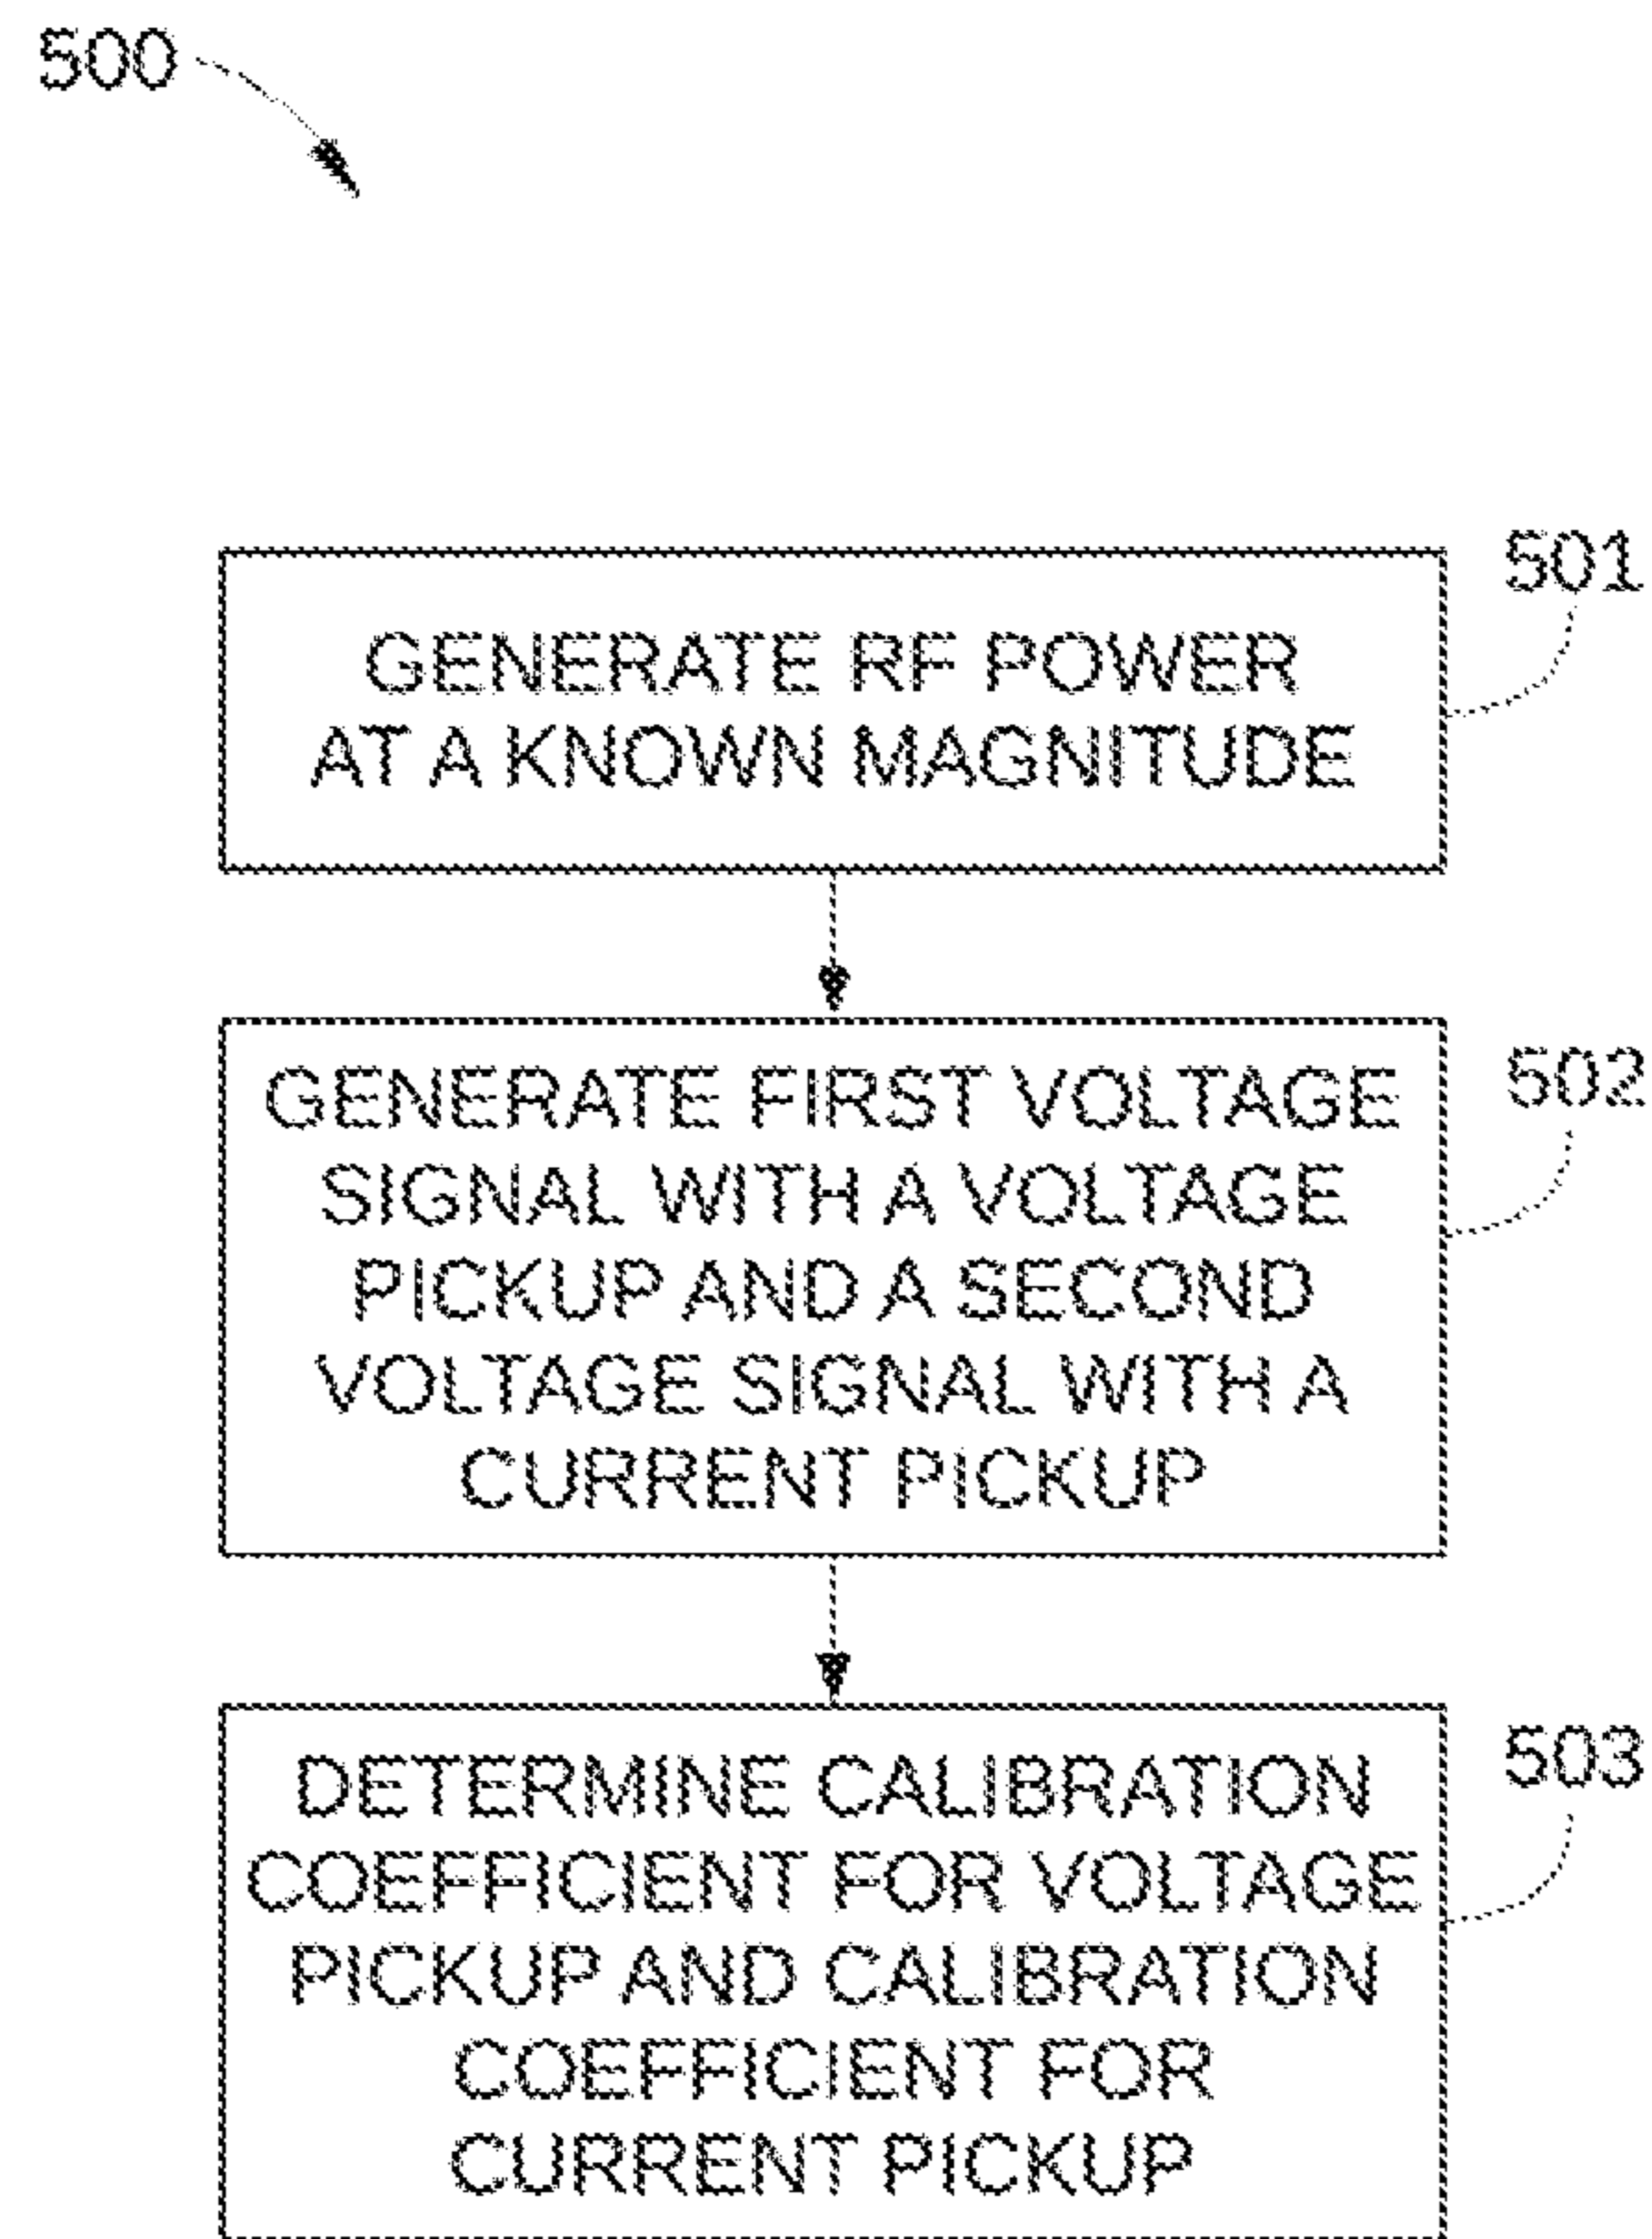 500
501
GENERATE RF POWER
AT A KNOWN MAGNITUDE
502
GENERATE FIRST VOLTAGE
SIGNAL WITH A VOLTAGE
PICKUP AND A SECOND
VOLTAGE SIGNAL WITH A
CURRENT PICKUP
503
DETERMINE CALIBRATION
COEFFICIENT FOR VOLTAGE
PICKUP AND CALIBRATION
COEFFICIENT FOR
CURRENT PICKUP